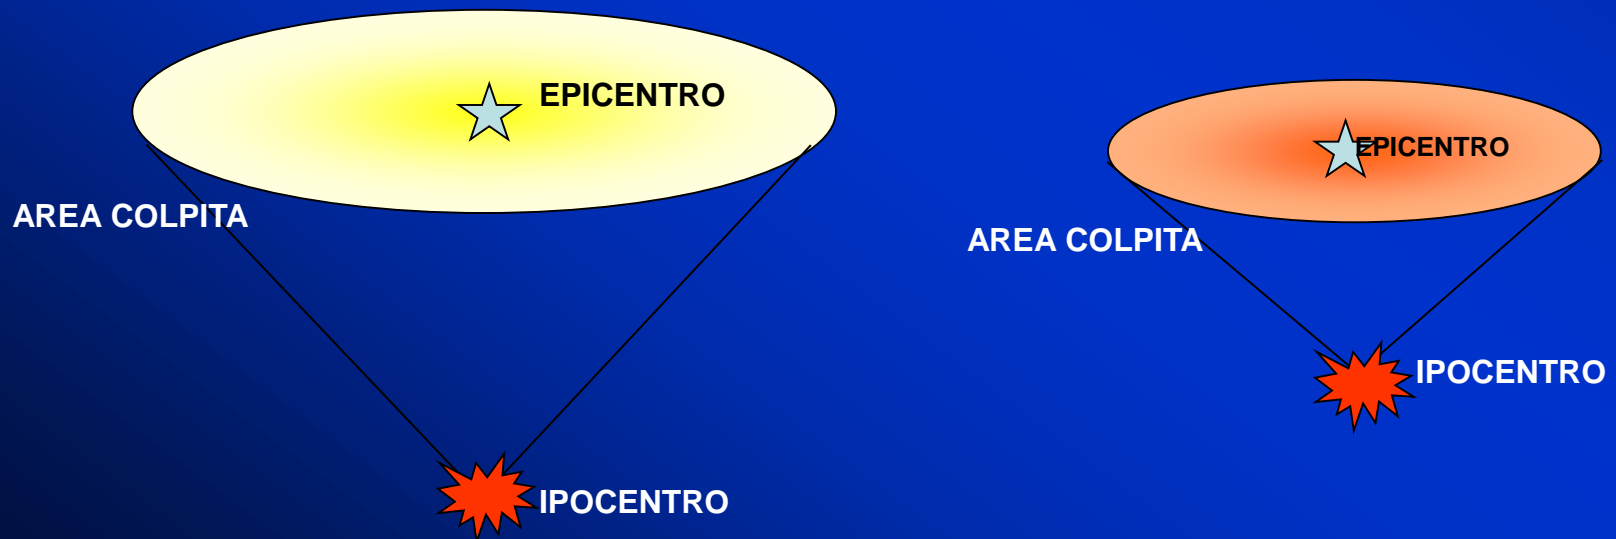 EPICENTRO
AREA COLPITA
IPOCENTRO
EPICENTRO
AREA COLPITA
IPOCENTRO